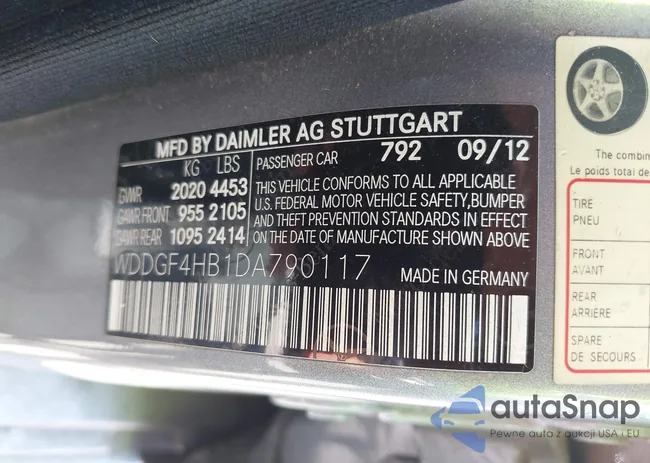 MFD BY DAIMLER AG STUTTGART
KG LBS
PASSENGER CAR 792 09/12
GVWR 2020 4453
GAWR FRONT 955 2105
GAWR REAR 1095 2414
THIS VEHICLE CONFORMS TO ALL APPLICABLE
U.S. FEDERAL MOTOR VEHICLE SAFETY,BUMPER
AND THEFT PREVENTION STANDARDS IN EFFECT
ON THE DATE OF MANUFACTURE SHOWN ABOVE
WDDGF4HB1DA790117
MADE IN GERMANY
The combin
Le poids total de
TIRE
PNEU
FRONT
AVANT
REAR
ARRIÈRE
SPARE
DE SECOURS
autoSnap
Pewne auta z aukcji USA i EU